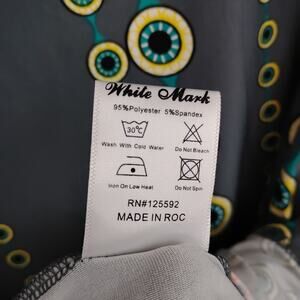 White Mark
95%Polyester 5%Spandex
30°C
Wash With Cold Water
Do Not Bleach
Iron On Low Heat
Do Not Spin
RN#125592
MADE IN ROC